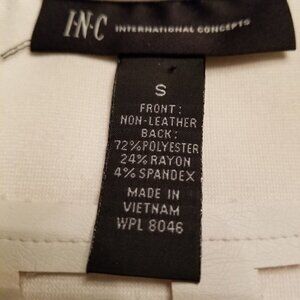 I·N·C INTERNATIONAL CONCEPTS
S
FRONT:
NON-LEATHER
BACK:
72%POLYESTER
24%RAYON
4%SPANDEX
MADE IN
VIETNAM
WPL 8046